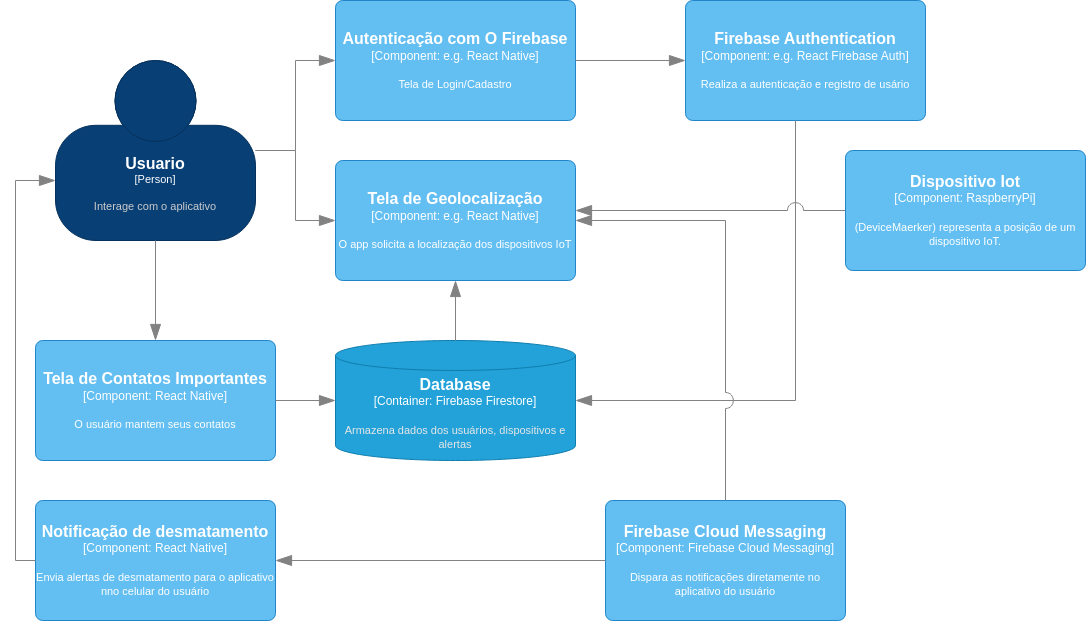 Autenticação com O Firebase
[Component: e.g. React Native]
Tela de Login/Cadastro
Firebase Authentication
[Component: e.g. React Firebase Auth]
Realiza a autenticação e registro de usário
Usuario
[Person]
Interage com o aplicativo
Tela de Geolocalização
[Component: e.g. React Native]
O app solicita a localização dos dispositivos IoT
Dispositivo Iot
[Component: RaspberryPi]
(DeviceMaerker) representa a posição de um
dispositivo IoT.
Tela de Contatos Importantes
[Component: React Native]
O usuário mantem seus contatos
Database
[Container: Firebase Firestore]
Armazena dados dos usuários, dispositivos e
alertas
Notificação de desmatamento
[Component: React Native]
Envia alertas de desmatamento para o aplicativo
nno celular do usuário
Firebase Cloud Messaging
[Component: Firebase Cloud Messaging]
Dispara as notificações diretamente no
aplicativo do usuário